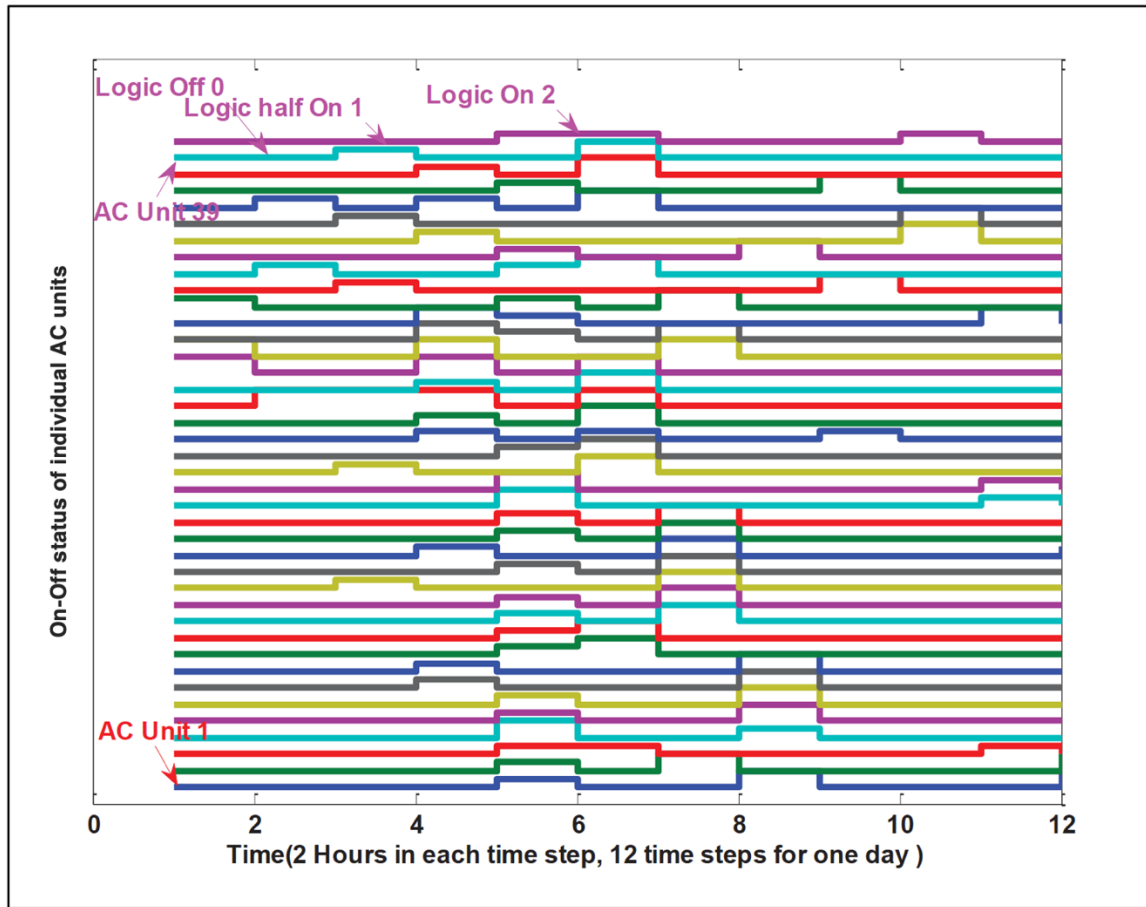 Logic Off 0
Logic half On 1
Logic On 2
AC Unit 39
On-Off status of individual AC units
AC Unit 1
0 2 4 6 8 10 12
Time(2 Hours in each time step, 12 time steps for one day )